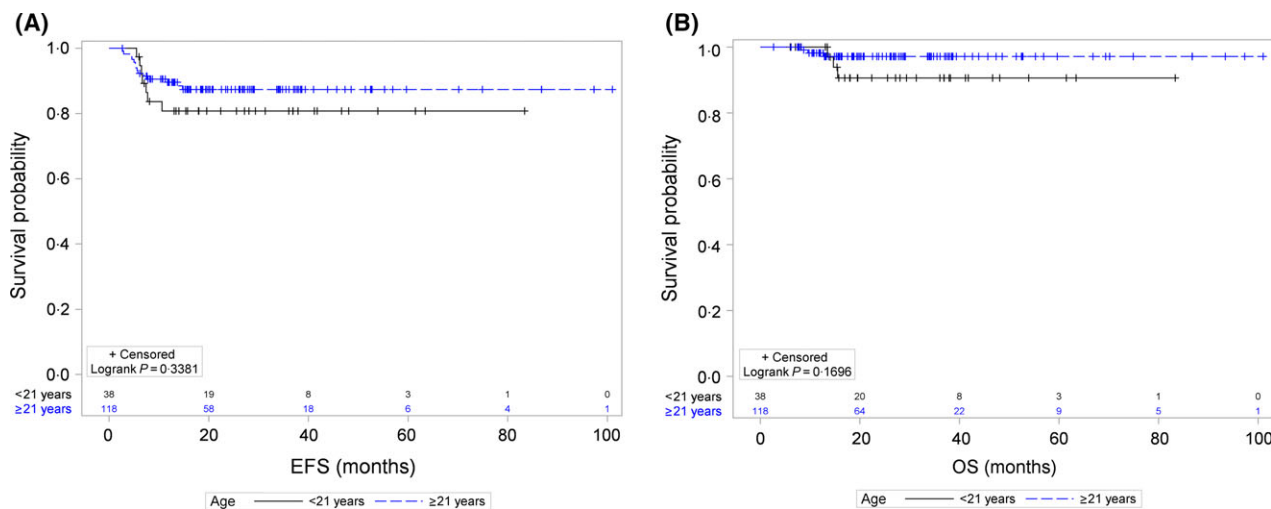 (A)
1·0
0·8
0·6
0·4
0·2
0·0
Survival probability
+ Censored
Logrank P = 0·3381
<21 years 38 19 8 3 1 0
≥21 years 118 58 18 6 4 1
0 20 40 60 80 100
EFS (months)
Age <21 years ≥21 years
(B)
1·0
0·8
0·6
0·4
0·2
0·0
Survival probability
+ Censored
Logrank P = 0·1696
<21 years 38 20 8 3 1 0
≥21 years 118 64 22 9 5 1
0 20 40 60 80 100
OS (months)
Age <21 years ≥21 years